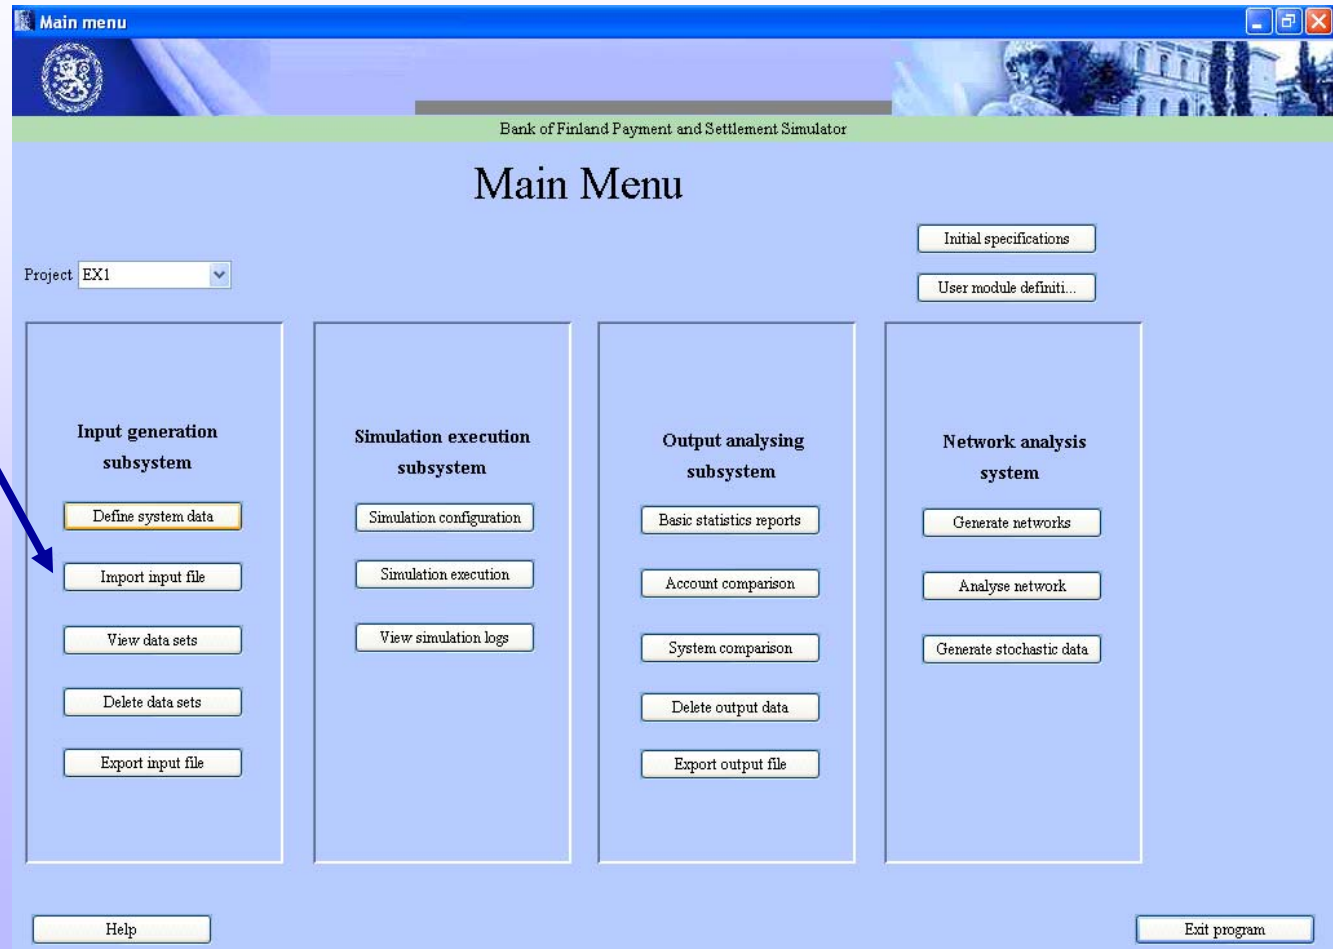 Main menu
Bank of Finland Payment and Settlement Simulator
Main Menu
Initial specifications
Project EX1
User module definiti...
Input generation
subsystem
Define system data
Import input file
View data sets
Delete data sets
Export input file
Simulation execution
subsystem
Simulation configuration
Simulation execution
View simulation logs
Output analysing
subsystem
Basic statistics reports
Account comparison
System comparison
Delete output data
Export output file
Network analysis
system
Generate networks
Analyse network
Generate stochastic data
Help
Exit program